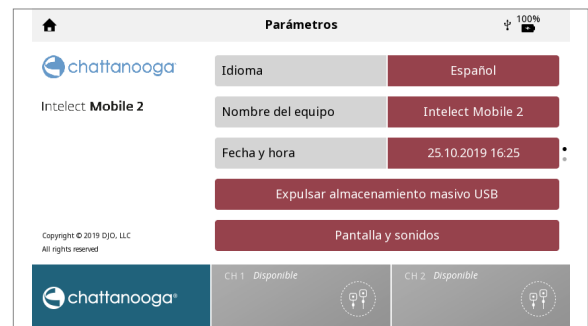 Parámetros
100%
chattanooga
Intelect Mobile 2
Idioma
Español
Nombre del equipo
Intelect Mobile 2
Fecha y hora
25.10.2019 16:25
Expulsar almacenamiento masivo USB
Pantalla y sonidos
Copyright © 2019 DJO, LLC
All rights reserved
chattanooga®
CH 1 Disponible
CH 2 Disponible